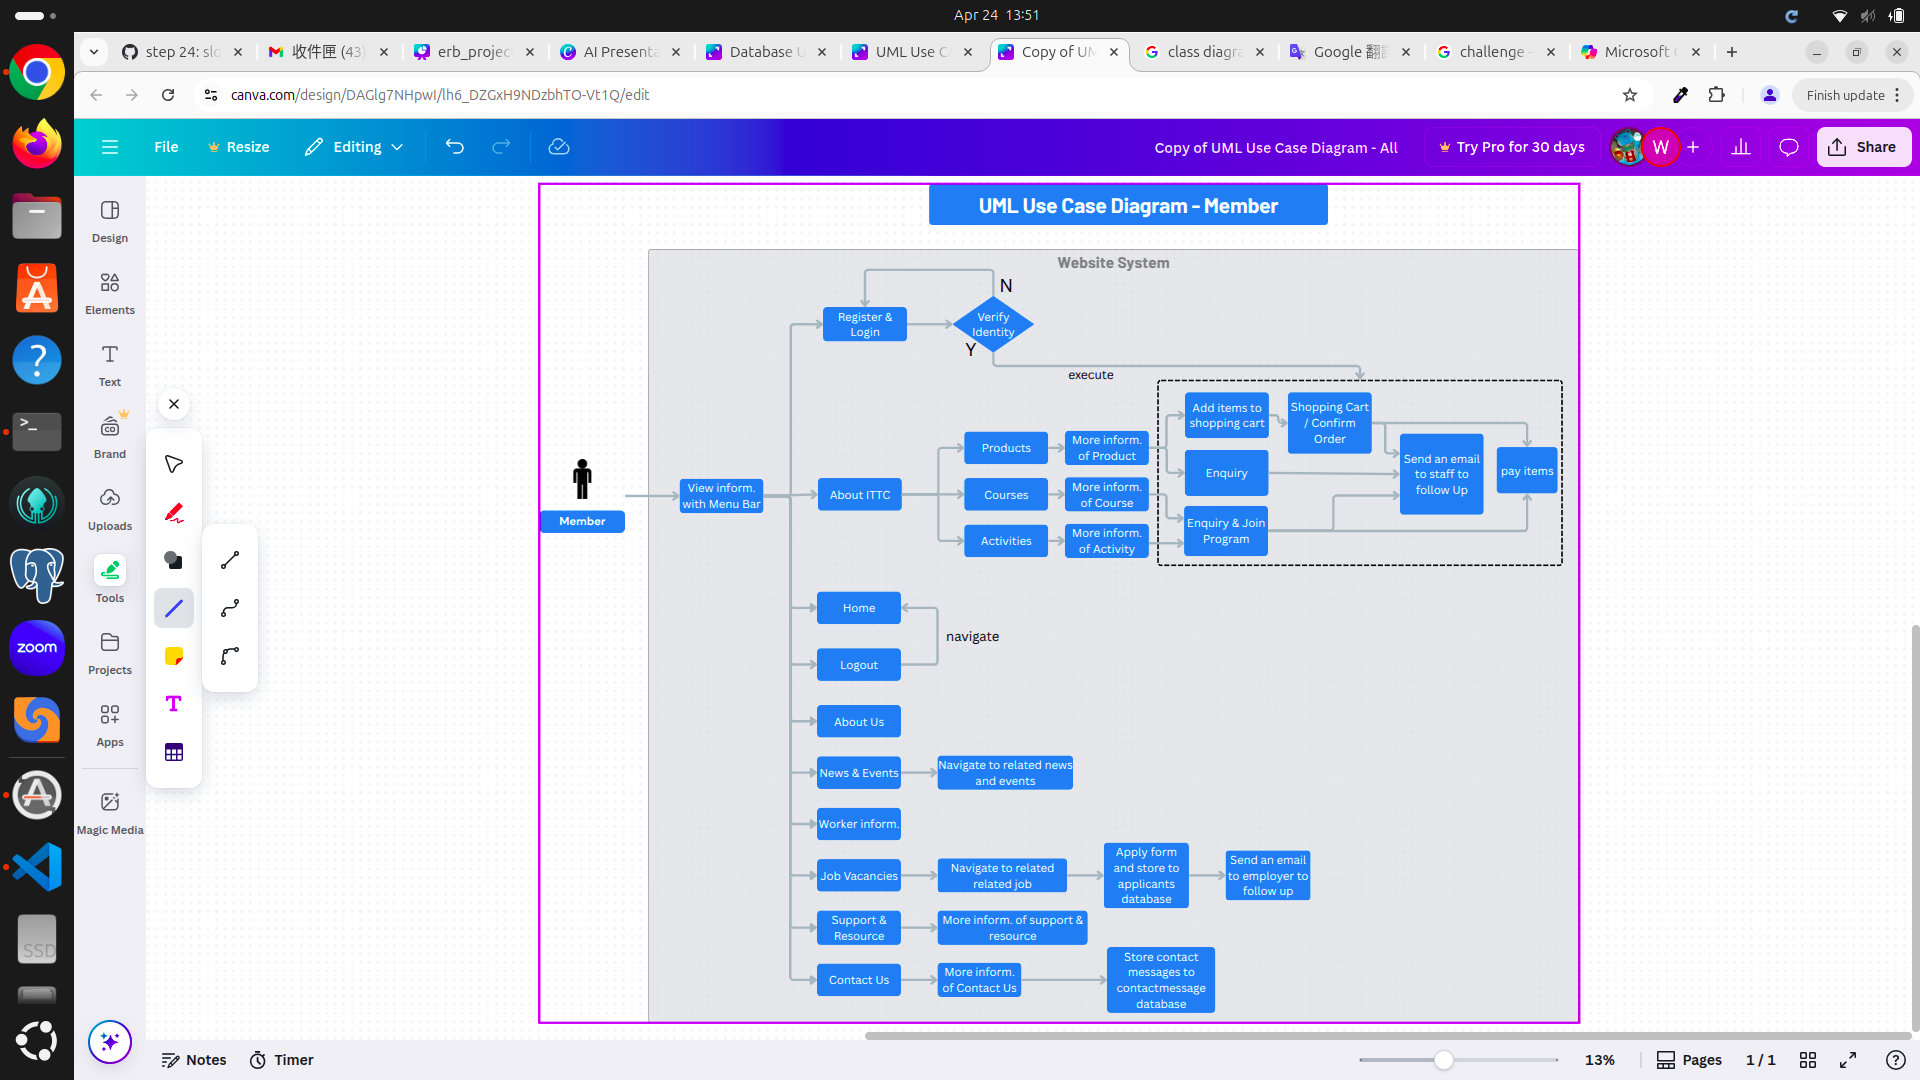 Apr 24 13:51
step 24: slo
收件匣 (43)
erb_projec
AI Presenta
Database U
UML Use Ca
Copy of UM
class diagra
Google 翻譯
challenge -
Microsoft C
canva.com/design/DAGlg7NHpwI/lh6_DZGxH9NDzbhTO-Vt1Q/edit
Finish update
File
Resize
Editing
Copy of UML Use Case Diagram - All
Try Pro for 30 days
W
Share
Design
Elements
Text
Brand
Uploads
Tools
Projects
Apps
Magic Media
zoom
SSD
UML Use Case Diagram - Member
Website System
N
Register &
Login
Verify
Identity
Y
execute
Add items to
shopping cart
Shopping Cart
/ Confirm
Order
Products
More inform.
of Product
Send an email
to staff to
follow Up
pay items
Enquiry
View inform.
with Menu Bar
About ITTC
Courses
More inform.
of Course
Member
Enquiry & Join
Program
Activities
More inform.
of Activity
Home
navigate
Logout
About Us
News & Events
Navigate to related news
and events
Worker inform.
Job Vacancies
Navigate to related
related job
Apply form
and store to
applicants
database
Send an email
to employer to
follow up
Support &
Resource
More inform. of support &
resource
Contact Us
More inform.
of Contact Us
Store contact
messages to
contactmessage
database
Notes
Timer
13%
Pages
1 / 1